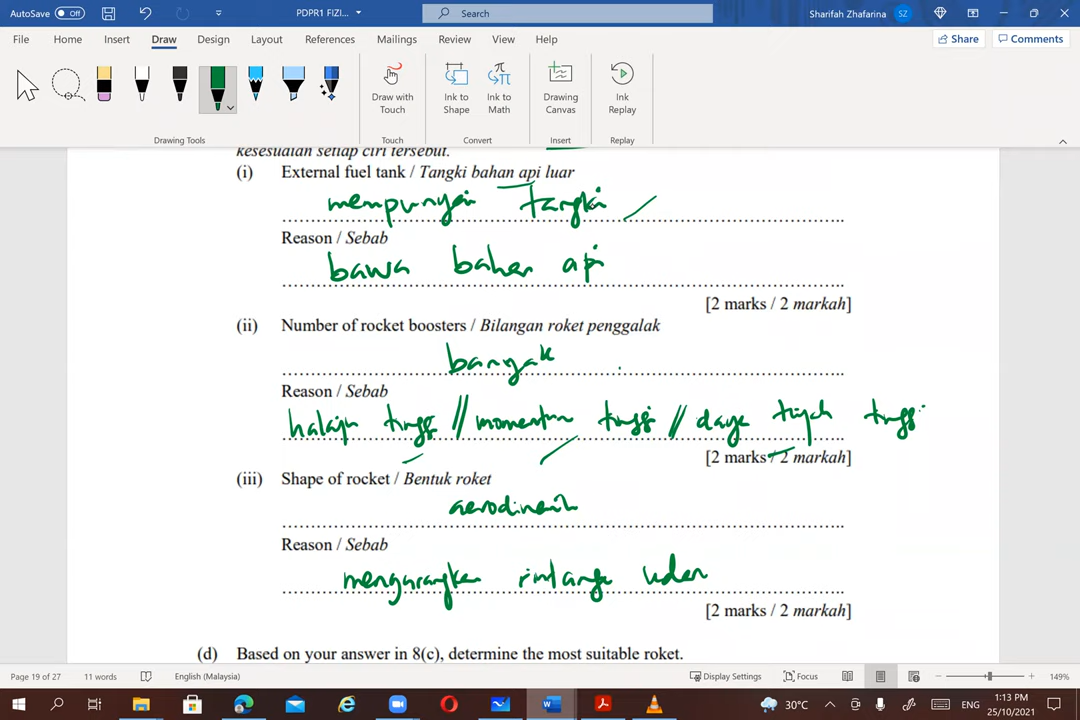 AutoSave Off PDPR1 FIZI... Search Sharifah Zhafarina SZ
File Home Insert Draw Design Layout References Mailings Review View Help Share Comments
Draw with Touch Ink to Shape Ink to Math Drawing Canvas Ink Replay
Drawing Tools Touch Convert Insert Replay
kesesuaian setiap ciri tersebut.
(i) External fuel tank / Tangki bahan api luar
mempunyai Tangki
Reason / Sebab
bawa bahan api
[2 marks / 2 markah]
(ii) Number of rocket boosters / Bilangan roket penggalak
banyak
Reason / Sebab
halaju tinggi // momentum tinggi // daya tujah tinggi
[2 marks / 2 markah]
(iii) Shape of rocket / Bentuk roket
aerodinamik
Reason / Sebab
mengurangkan rintangan udara
[2 marks / 2 markah]
(d) Based on your answer in 8(c), determine the most suitable roket.
Page 19 of 27 11 words English (Malaysia) Display Settings Focus 149%
30°C ENG 1:13 PM
25/10/2021